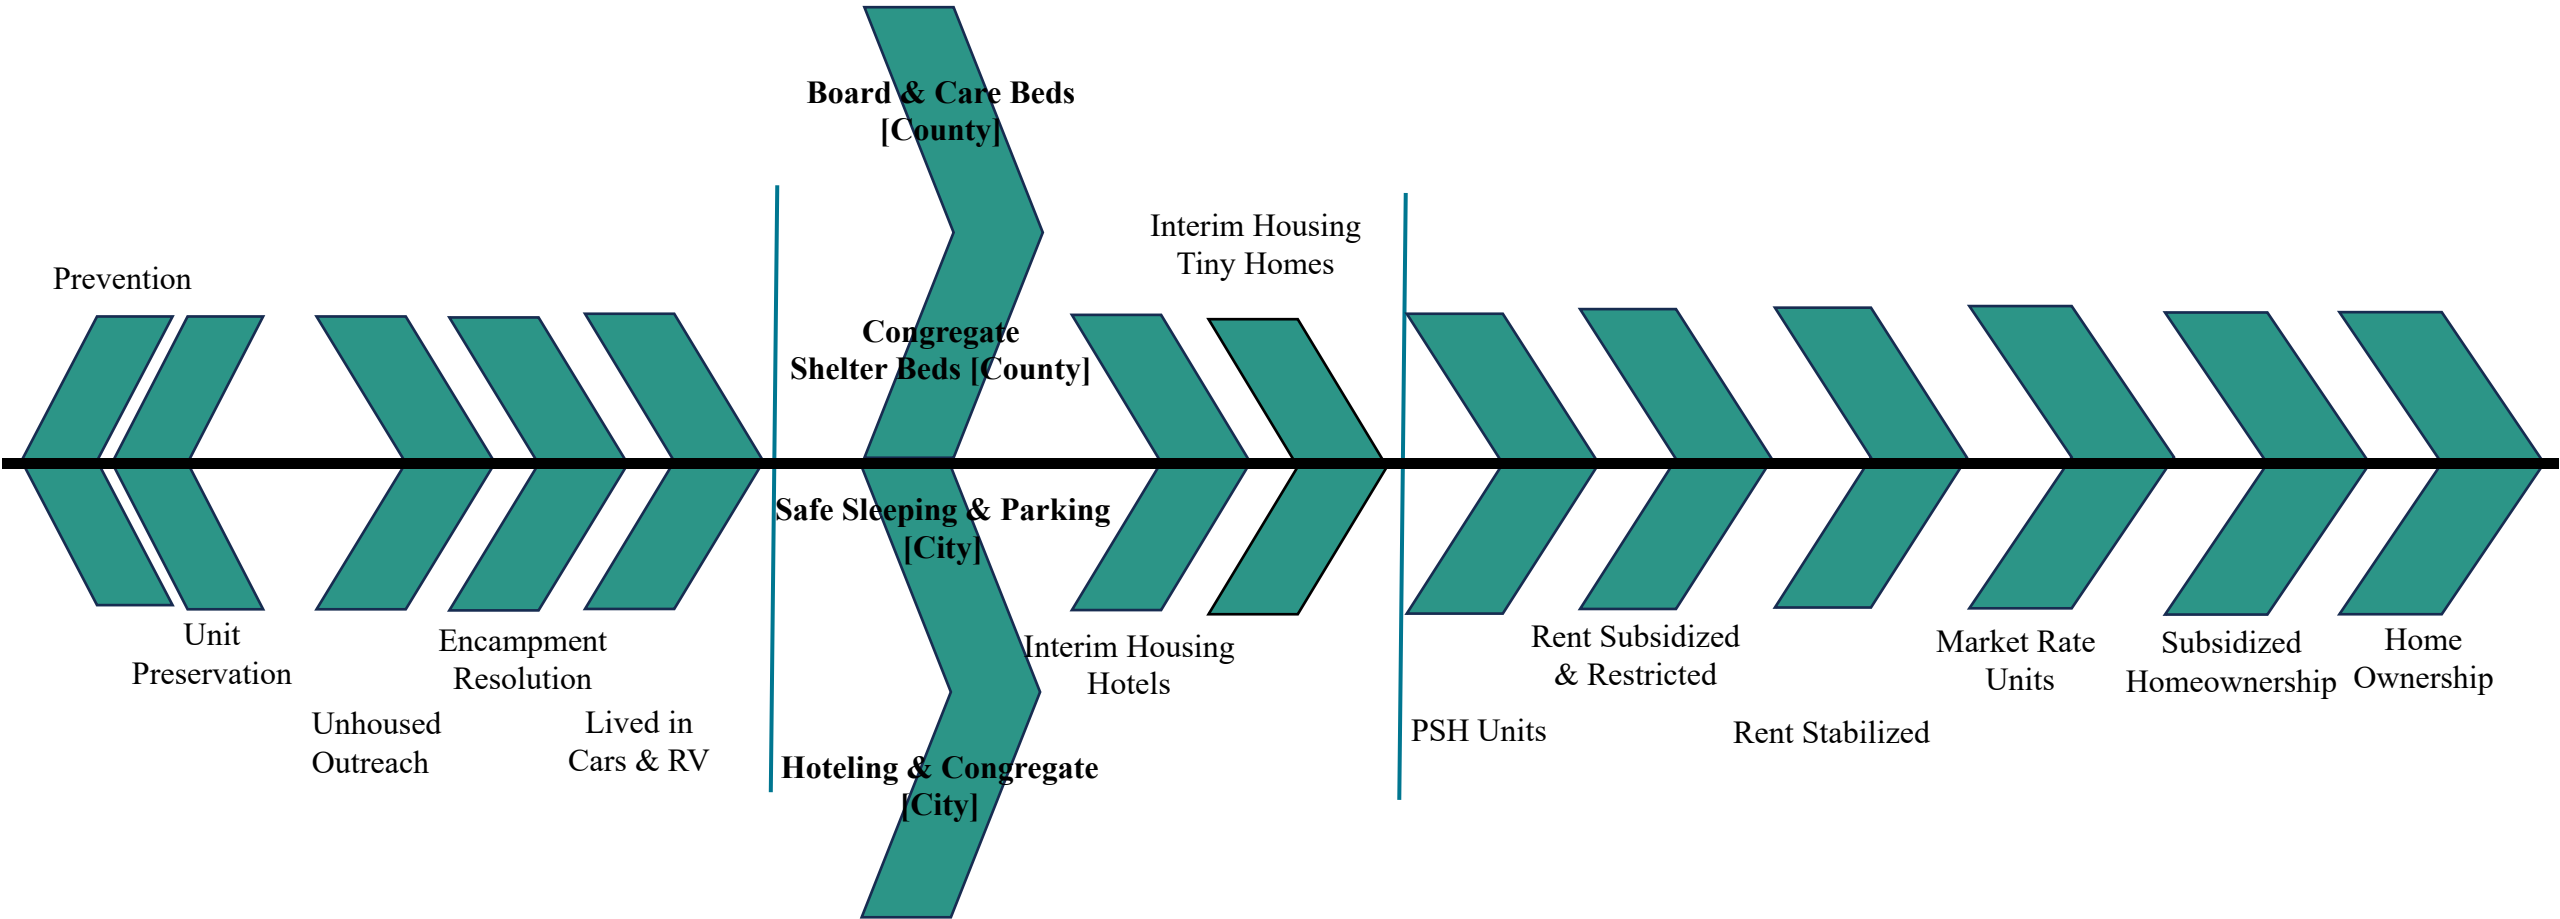 Board & Care Beds
[County]
Interim Housing
Tiny Homes
Prevention
Congregate
Shelter Beds [County]
Safe Sleeping & Parking
[City]
Unit
Preservation
Encampment
Resolution
Unhoused
Outreach
Lived in
Cars & RV
Interim Housing
Hotels
Hoteling & Congregate
[City]
PSH Units
Rent Subsidized
& Restricted
Rent Stabilized
Market Rate
Units
Subsidized
Homeownership
Home
Ownership